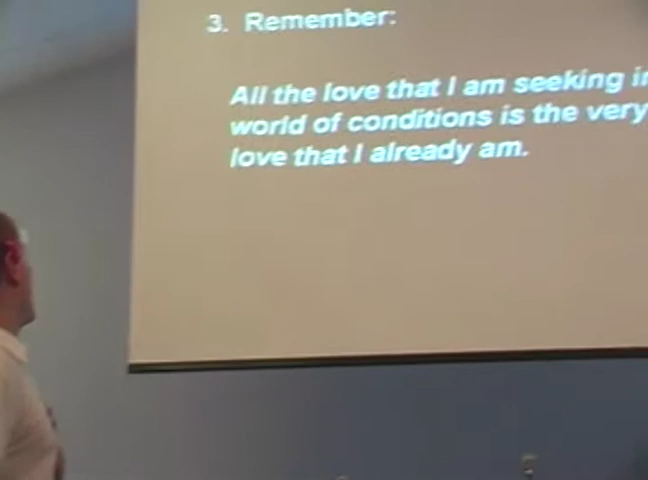 3. Remember:
All the love that I am seeking
world of conditions is the very
love that I already am.